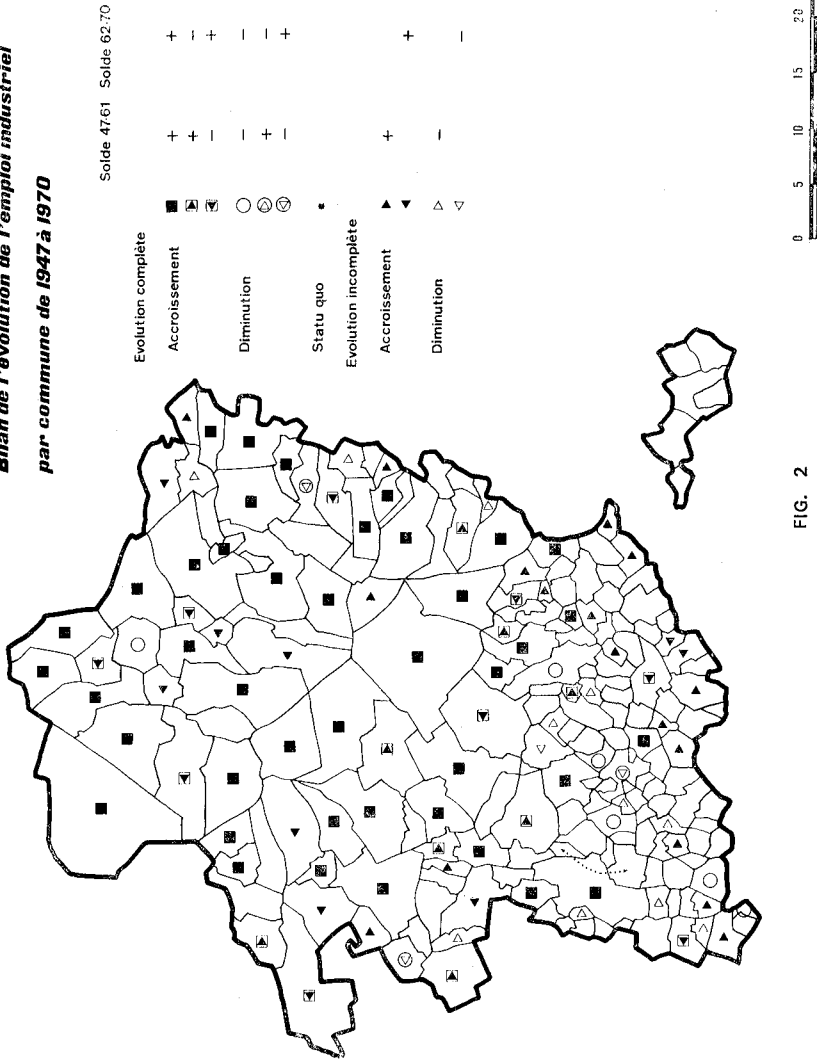 Bilan de l'évolution de l'emploi industriel
par commune de 1947 à 1970
Solde 47-61 Solde 62-70
Evolution complète
Accroissement + +
+ -
- +
Diminution - -
+ -
- +
Statu quo
Evolution incomplète
Accroissement +
+
Diminution -
-
0 5 10 15 20
FIG. 2